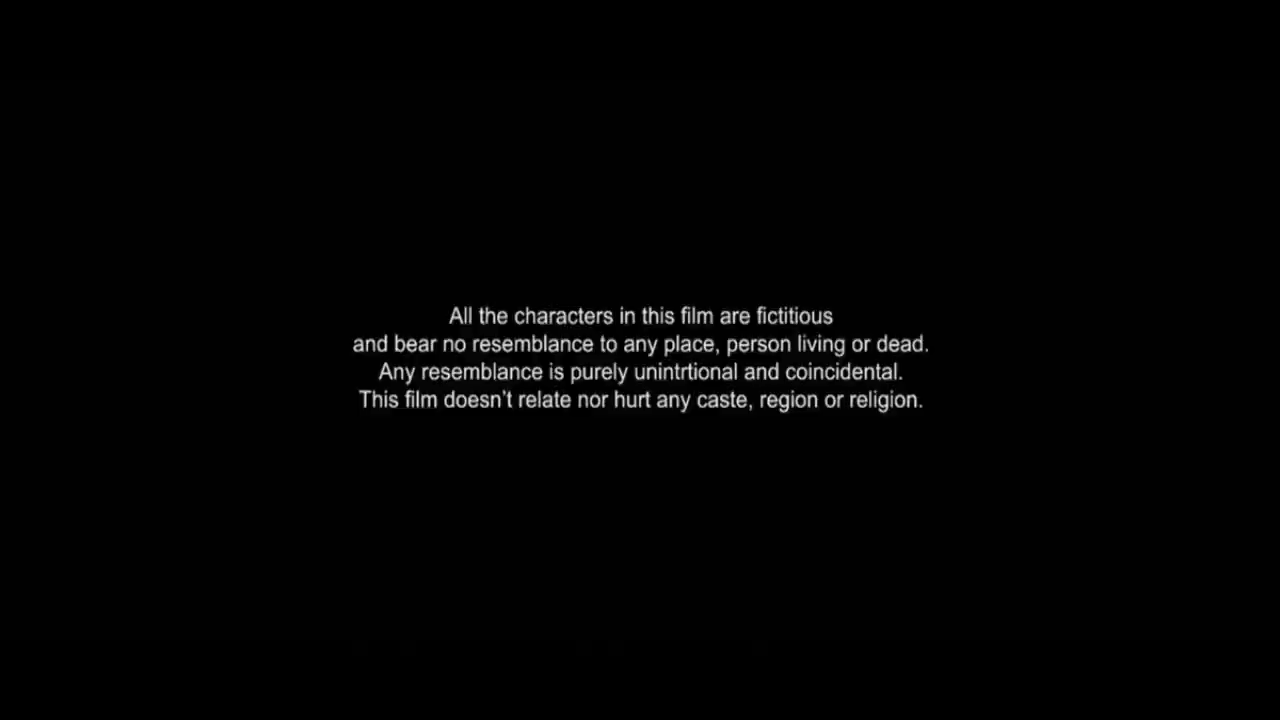 All the characters in this film are fictitious
and bear no resemblance to any place, person living or dead.
Any resemblance is purely unintrtional and coincidental.
This film doesn't relate nor hurt any caste, region or religion.